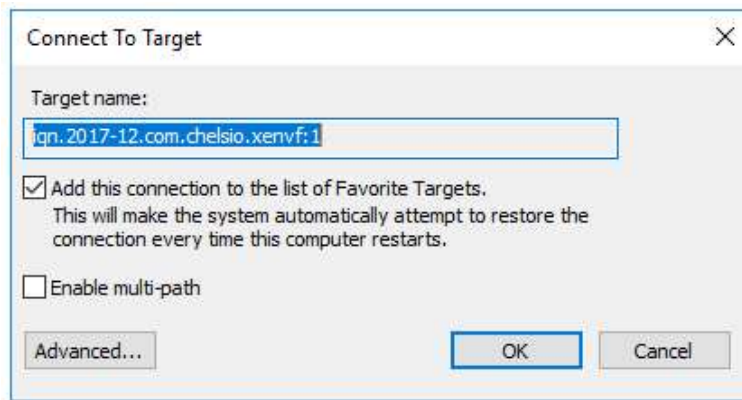 Connect To Target
Target name:
iqn.2017-12.com.chelsio.xenvf:1
Add this connection to the list of Favorite Targets.
This will make the system automatically attempt to restore the
connection every time this computer restarts.
Enable multi-path
Advanced...
OK
Cancel